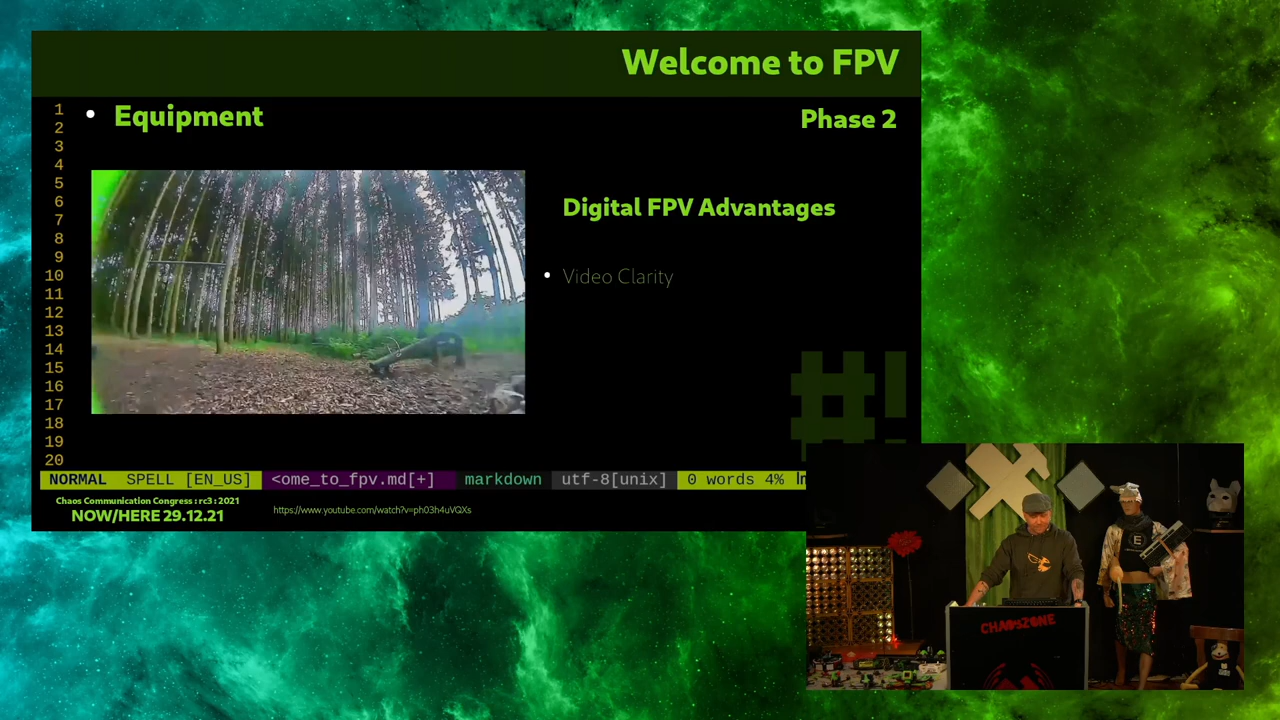 Welcome to FPV
Equipment
Phase 2
1
2
3
4
5
6
7
8
9
10
11
12
13
14
15
16
17
18
19
20
Digital FPV Advantages
Video Clarity
#!
NORMAL SPELL [EN_US] <ome_to_fpv.md[+] markdown utf-8[unix] 0 words 4% ln
Chaos Communication Congress : rc3 : 2021
NOW/HERE 29.12.21
https://www.youtube.com/watch?v=ph03h4uVQXs
E
CHAOSZONE